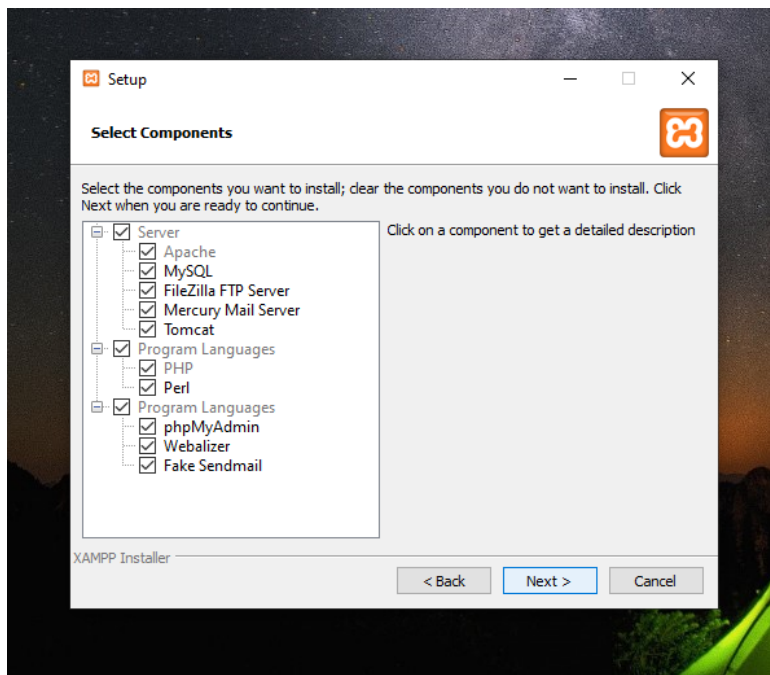 Setup
Select Components
Select the components you want to install; clear the components you do not want to install. Click
Next when you are ready to continue.
Server
Apache
MySQL
FileZilla FTP Server
Mercury Mail Server
Tomcat
Program Languages
PHP
Perl
Program Languages
phpMyAdmin
Webalizer
Fake Sendmail
Click on a component to get a detailed description
XAMPP Installer
< Back
Next >
Cancel